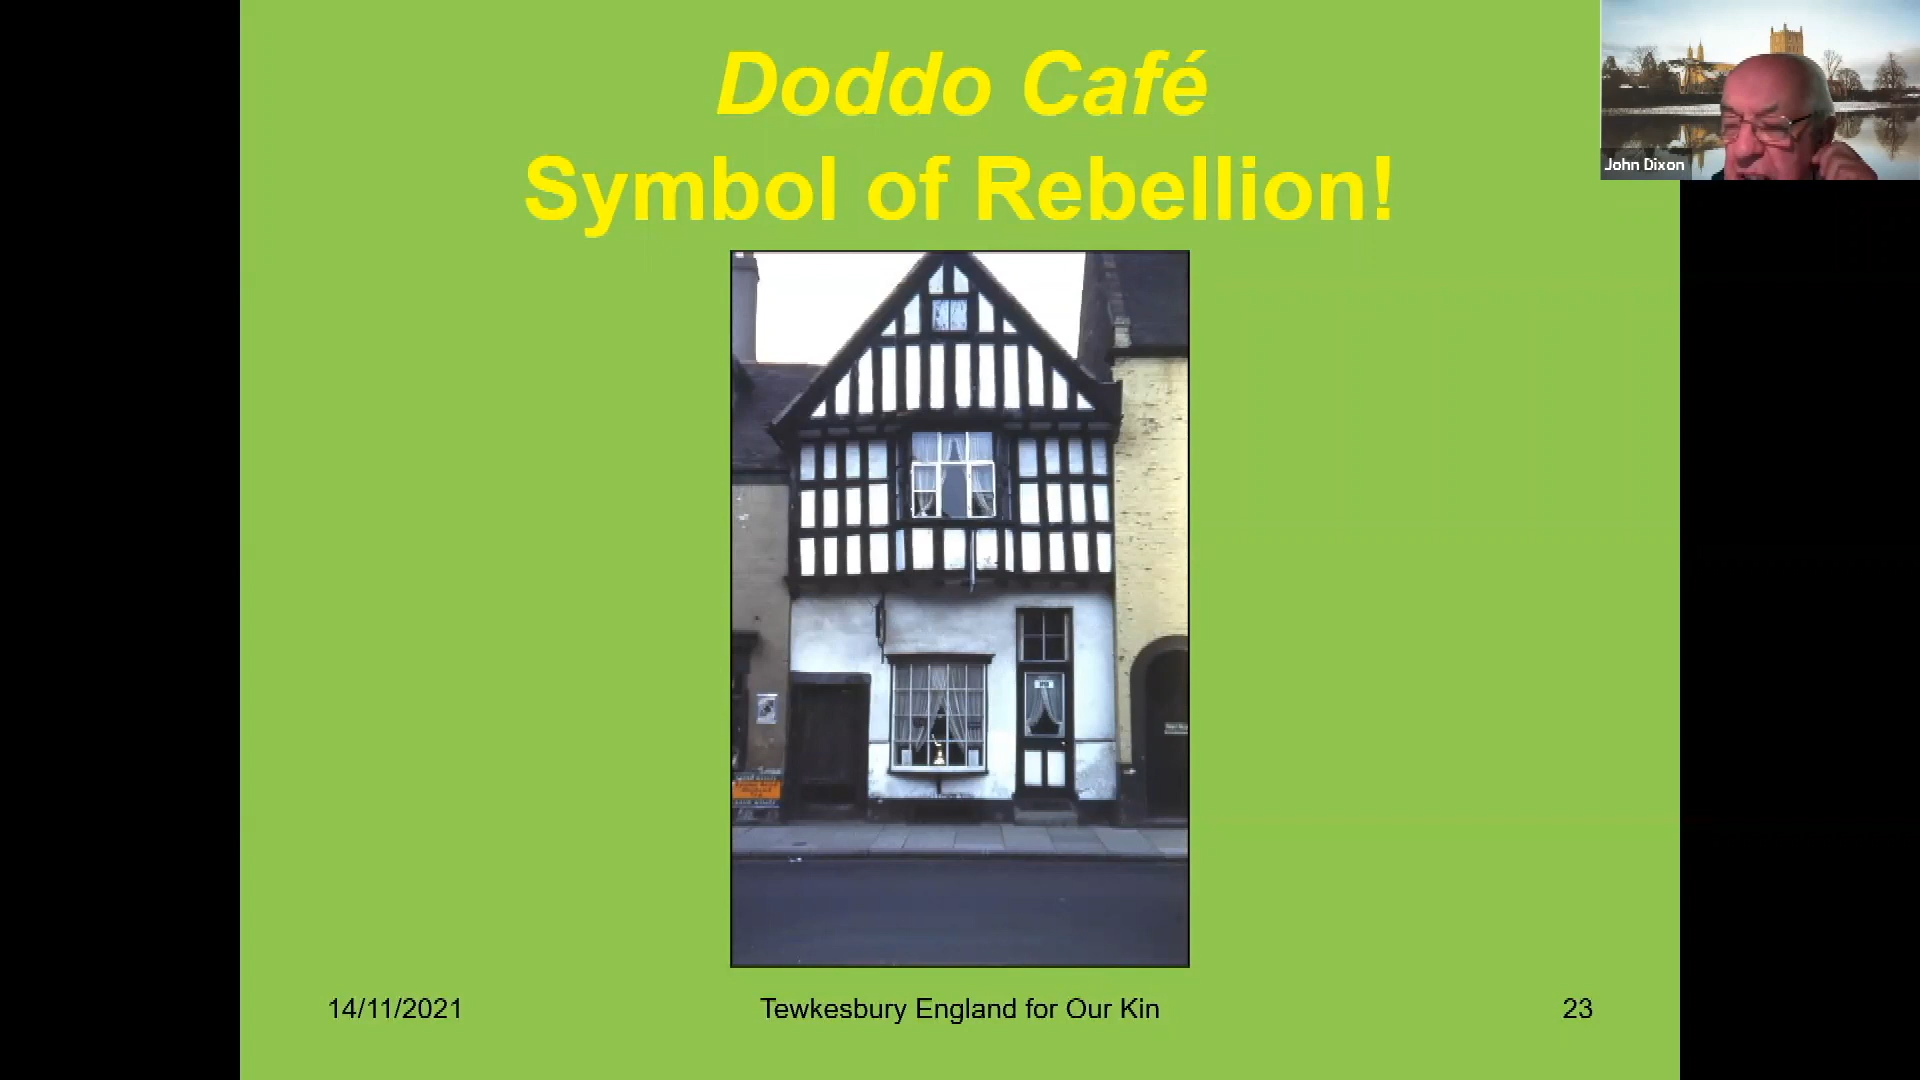 Doddo Café
Symbol of Rebellion!
John Dixon
14/11/2021
Tewkesbury England for Our Kin
23